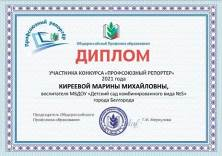 профсоюзный репортер
Общероссийский Профсоюз образования
ДИПЛОМ
УЧАСТНИКА КОНКУРСА «ПРОФСОЮЗНЫЙ РЕПОРТЕР»
2021 года
КИРЕЕВОЙ МАРИНЫ МИХАЙЛОВНЫ,
воспитателя МБДОУ «Детский сад комбинированного вида №5»
города Белгорода
Председатель Общероссийского
Профсоюза образования
Г.И. Меркулова